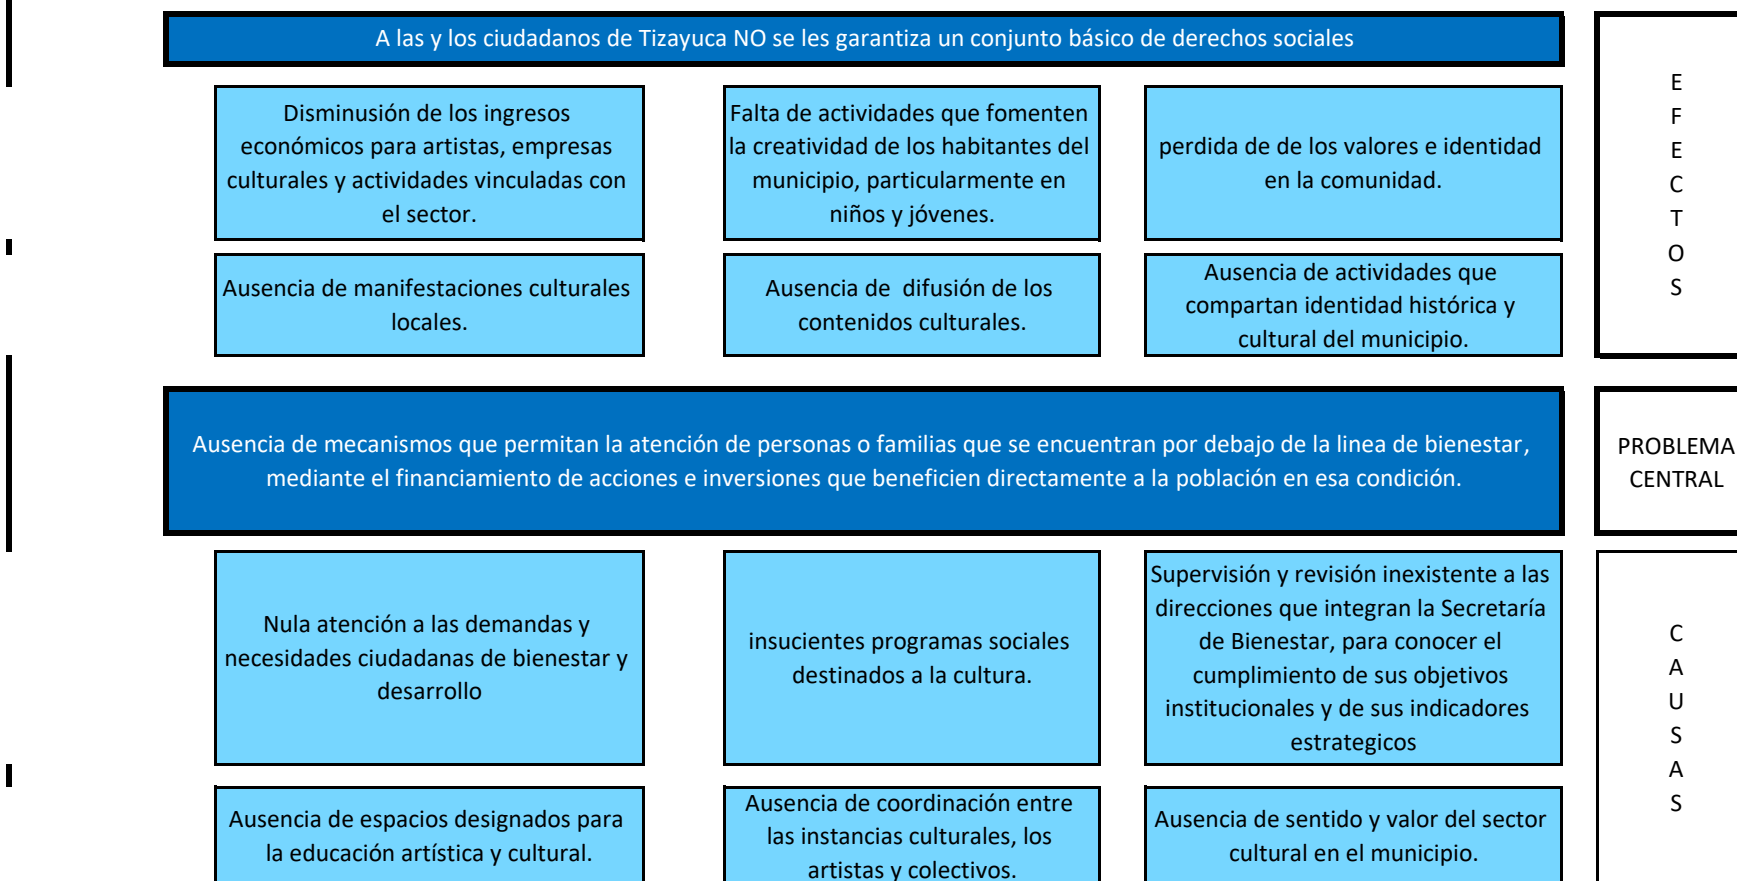 A las y los ciudadanos de Tizayuca NO se les garantiza un conjunto básico de derechos sociales
Disminusión de los ingresos
económicos para artistas, empresas
culturales y actividades vinculadas con
el sector.
Falta de actividades que fomenten
la creatividad de los habitantes del
municipio, particularmente en
niños y jóvenes.
perdida de de los valores e identidad
en la comunidad.
Ausencia de manifestaciones culturales
locales.
Ausencia de  difusión de los
contenidos culturales.
Ausencia de actividades que
compartan identidad histórica y
cultural del municipio.
E
F
E
C
T
O
S
Ausencia de mecanismos que permitan la atención de personas o familias que se encuentran por debajo de la linea de bienestar,
mediante el financiamiento de acciones e inversiones que beneficien directamente a la población en esa condición.
PROBLEMA
CENTRAL
Nula atención a las demandas y
necesidades ciudadanas de bienestar y
desarrollo
insucientes programas sociales
destinados a la cultura.
Supervisión y revisión inexistente a las
direcciones que integran la Secretaría
de Bienestar, para conocer el
cumplimiento de sus objetivos
institucionales y de sus indicadores
estrategicos
Ausencia de espacios designados para
la educación artística y cultural.
Ausencia de coordinación entre
las instancias culturales, los
artistas y colectivos.
Ausencia de sentido y valor del sector
cultural en el municipio.
C
A
U
S
A
S